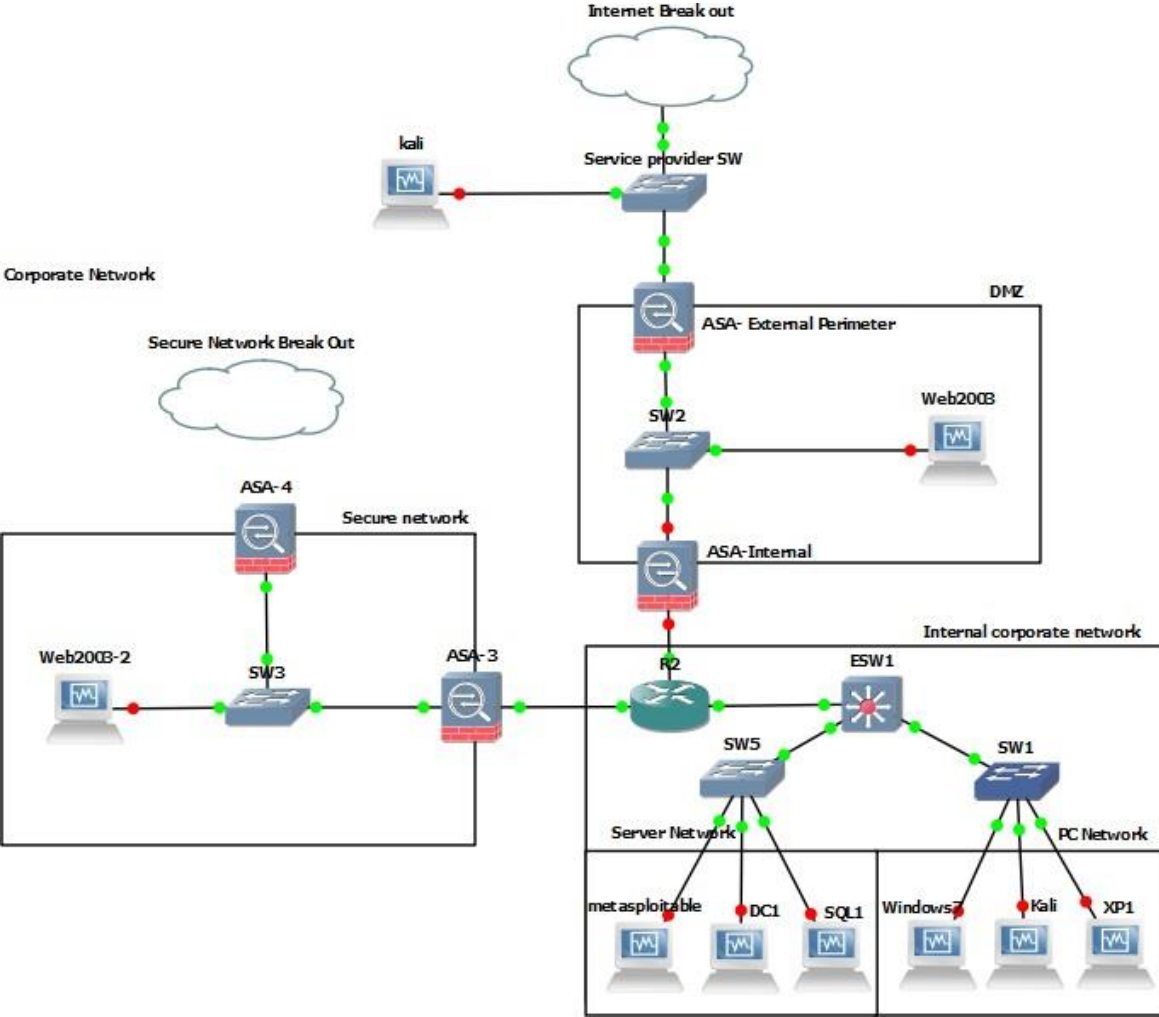 Internet Break out
kali
Service provider SW
Corporate Network
DMZ
ASA- External Perimeter
Secure Network Break Out
SW2
Web2003
ASA-4
Secure network
ASA-Internal
Web2003-2
SW3
ASA-3
Internal corporate network
R2
ESW1
SW5
SW1
Server Network
PC Network
metasploitable
DC1
SQL1
Windows7
Kali
XP1